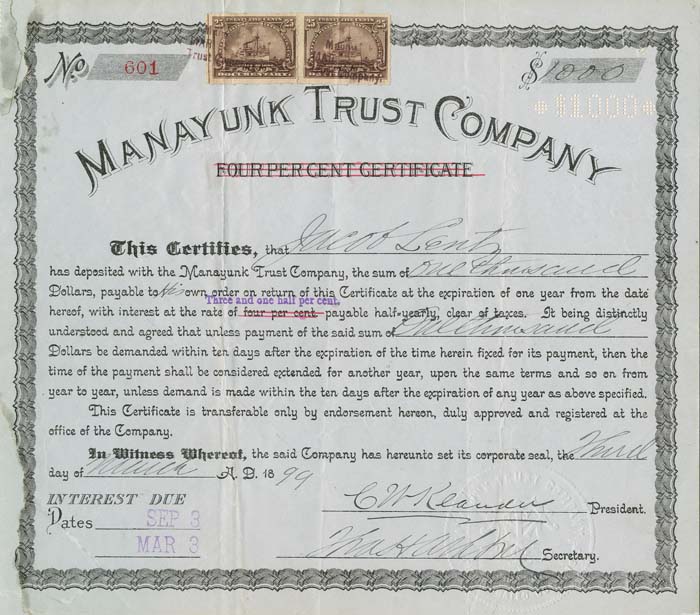 25 25 25 25
DOCUMENTARY DOCUMENTARY
No. 601
$1000
*$1000*
MANAYUNK TRUST COMPANY
FOUR PER CENT CERTIFICATE
This Certifies, that Jacob Lentz
has deposited with the Manayunk Trust Company, the sum of One Thousand
Dollars, payable to his own order on return of this Certificate at the expiration of one year from the date
Three and one half per cent.
hereof, with interest at the rate of four per cent payable half-yearly, clear of taxes. It being distinctly
understood and agreed that unless payment of the said sum of One Thousand
Dollars be demanded within ten days after the expiration of the time herein fixed for its payment, then the
time of the payment shall be considered extended for another year, upon the same terms and so on from
year to year, unless demand is made within the ten days after the expiration of any year as above specified.
This Certificate is transferable only by endorsement hereon, duly approved and registered at the
office of the Company.
In Witness Whereof, the said Company has hereunto set its corporate seal, the Third
day of March A. D. 1899
INTEREST DUE
Dates SEP 3
MAR 3
President.
Secretary.